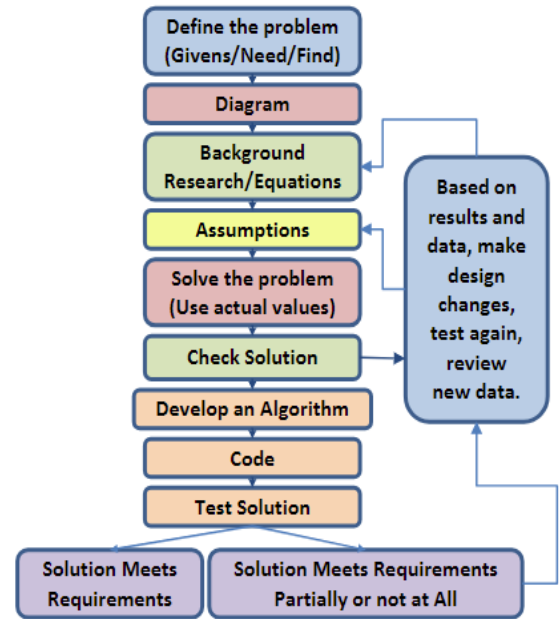 Define the problem
(Givens/Need/Find)
Diagram
Background
Research/Equations
Assumptions
Solve the problem
(Use actual values)
Check Solution
Develop an Algorithm
Code
Test Solution
Solution Meets
Requirements
Solution Meets Requirements
Partially or not at All
Based on
results and
data, make
design
changes,
test again,
review
new data.